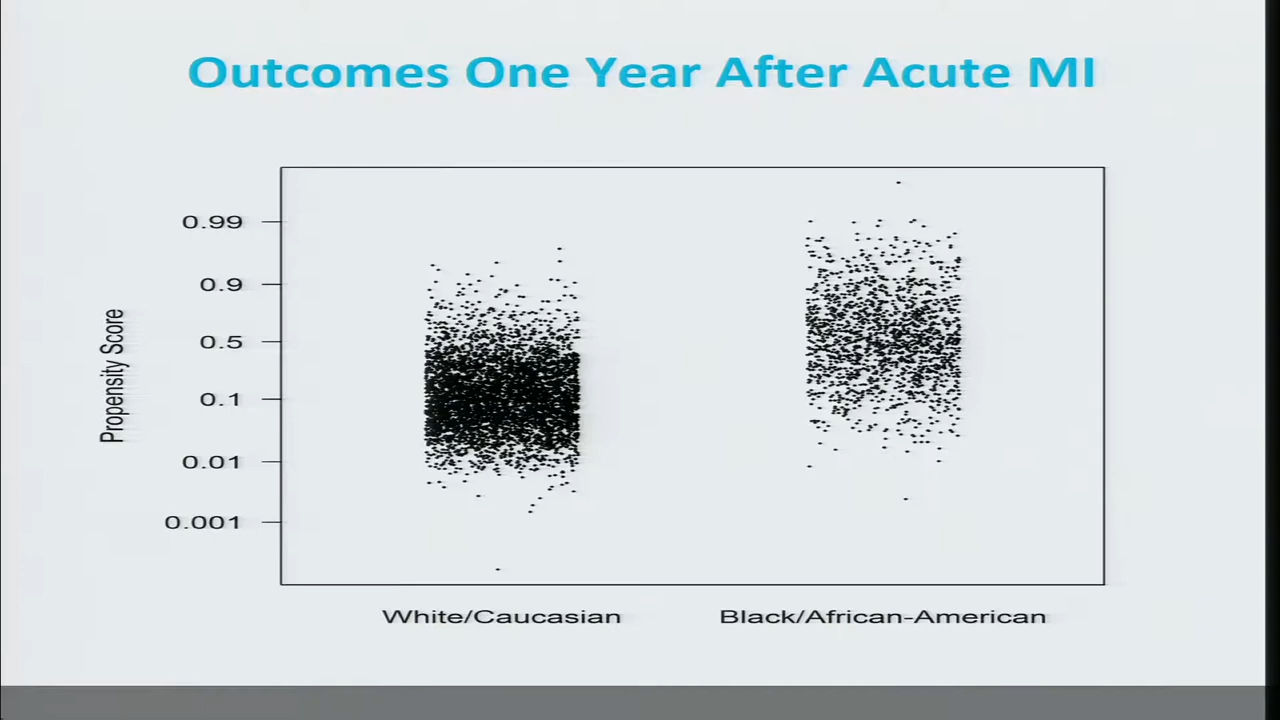 Outcomes One Year After Acute MI
0.99
0.9
0.5
0.1
0.01
0.001
Propensity Score
White/Caucasian
Black/African-American